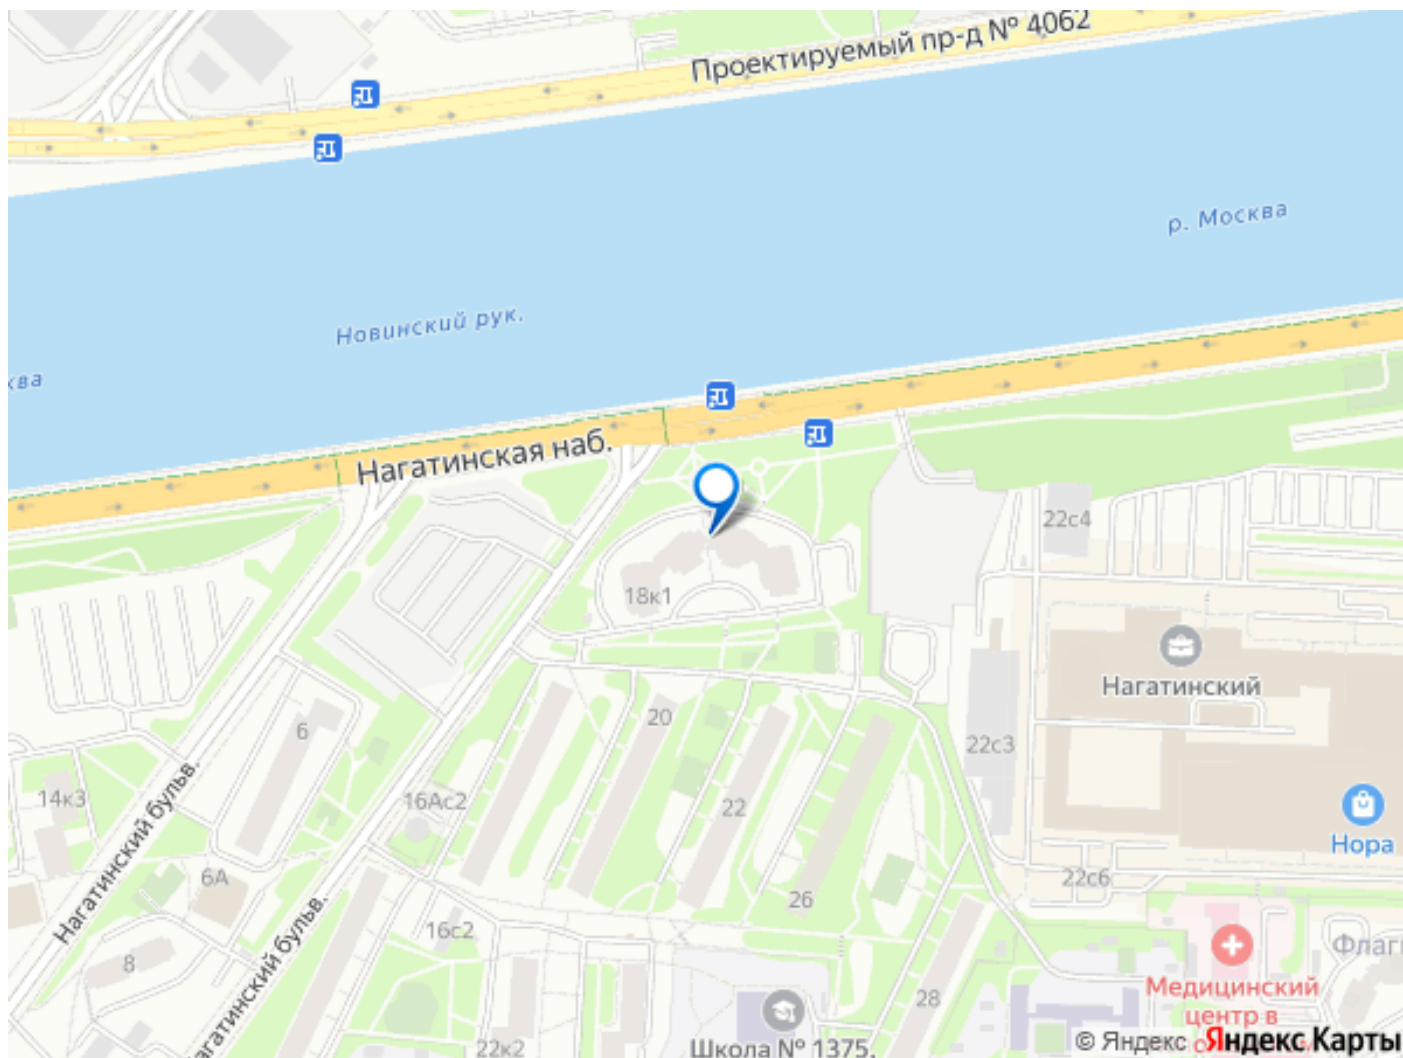 Проектируемый пр-д № 4062
р. Москва
Новинский рук.
ква
Нагатинская наб.
22с4
18к1
Нагатинский
20
6
22с3
14к3
16Ас2
22
Нора
Нагатинский бульв.
6А
22с6
26
Нагатинский бульв.
16с2
Флаг
8
Медицинский
центр в
28
22к2
Школа № 1375,
© Яндекс Яндекс Карты